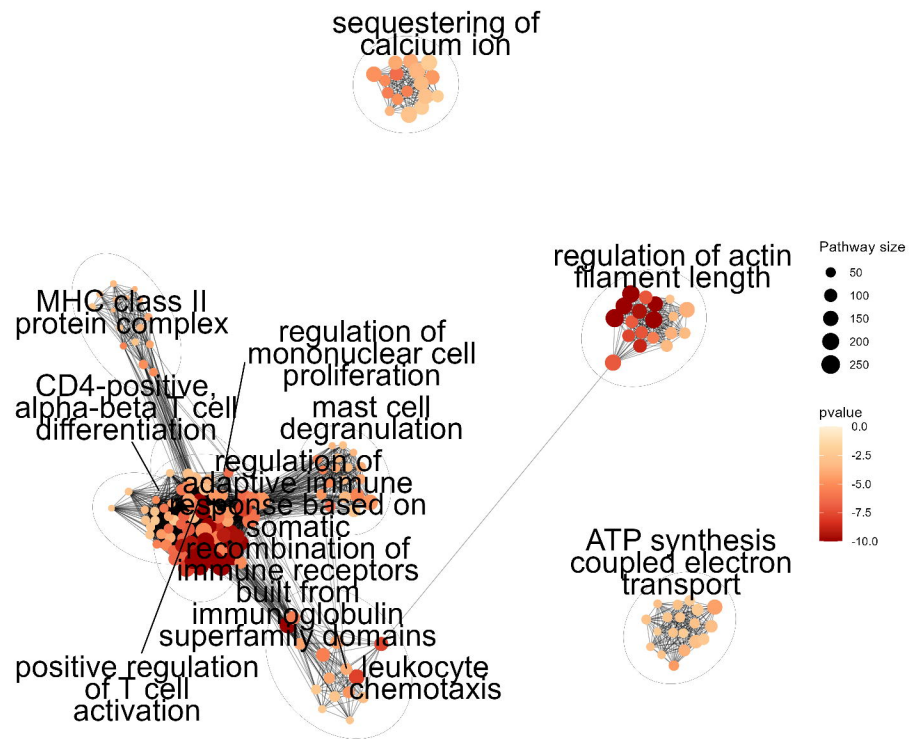 sequestering of
calcium ion
regulation of actin
filament length
Pathway size
50
100
150
200
250
MHC class II
protein complex
regulation of
mononuclear cell
proliferation
CD4-positive,
alpha-beta T cell
differentiation
mast cell
degranulation
pvalue
0.0
-2.5
-5.0
-7.5
-10.0
regulation of
adaptive immune
response based on
somatic
recombination of
immune receptors
built from
immunoglobulin
superfamily domains
ATP synthesis
coupled electron
transport
positive regulation
of T cell
activation
leukocyte
chemotaxis